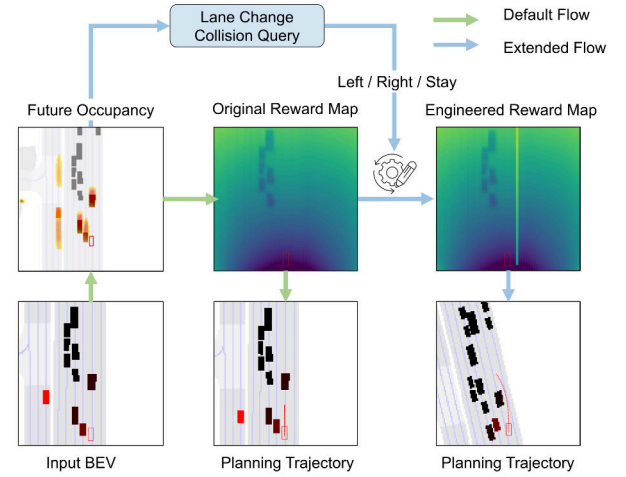 Lane Change
Collision Query
Default Flow
Extended Flow
Left / Right / Stay
Future Occupancy
Original Reward Map
Engineered Reward Map
Input BEV
Planning Trajectory
Planning Trajectory